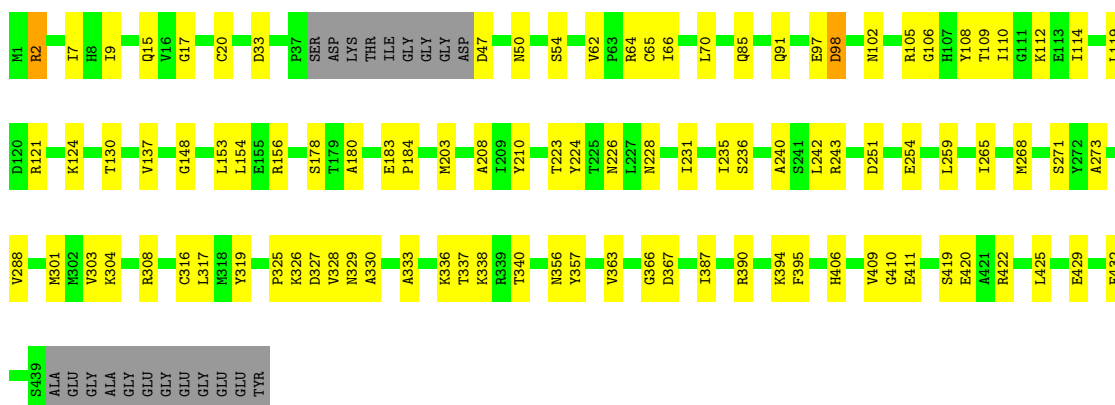 M1 R2 I7 H8 I9 Q15 V16 G17 C20 D33 P37 SER ASP LYS THR ILE GLY GLY ASP D47 N50 S54 V62 P63 R64 C65 I66 L70 Q85 Q91 E97 D98 N102 R105 G106 H107 Y108 T109 I110 G111 K112 E113 I114 L119
D120 R121 K124 T130 V137 G148 L153 L154 E155 R156 S178 T179 A180 E183 P184 M203 A208 I209 Y210 T223 Y224 T225 N226 L227 N228 I231 I235 S236 A240 S241 L242 R243 D251 E254 L259 I265 M268 S271 Y272 A273
V288 M301 M302 V303 K304 R308 C316 L317 M318 Y319 P325 K326 D327 V328 N329 A330 A333 K336 T337 K338 R339 T340 N356 Y357 V363 G366 D367 I387 R390 K394 F395 H406 V409 G410 E411 S419 E420 A421 R422 L425 E429
S439 ALA GLU GLY ALA GLY GLU GLY GLU GLY GLU GLU TYR